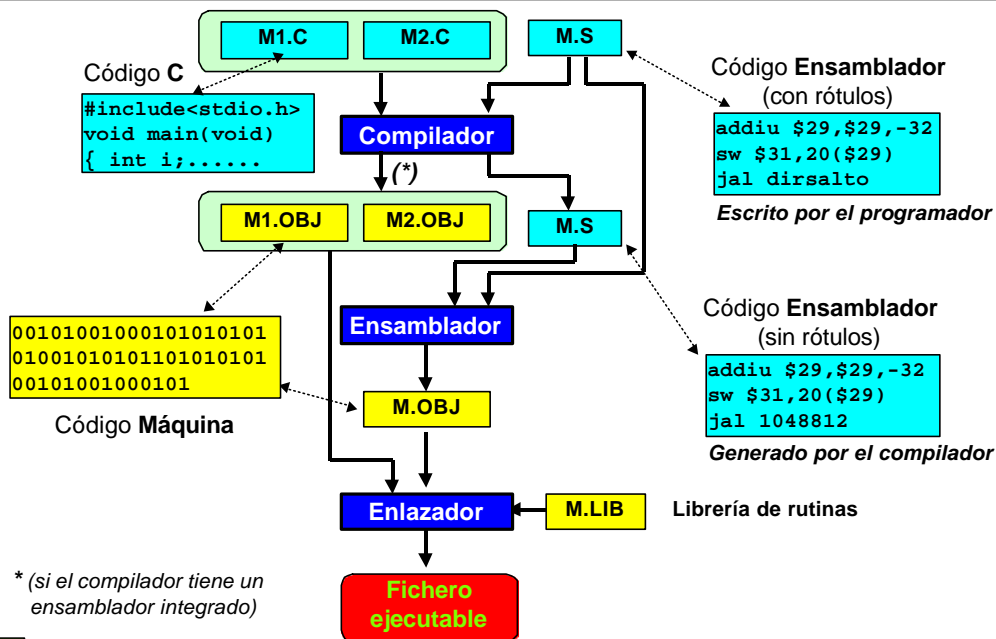 M1.C
M2.C
M.S
Código C
#include<stdio.h>
void main(void)
{ int i;......
Código Ensamblador
(con rótulos)
addiu $29,$29,-32
sw $31,20($29)
jal dirsalto
Escrito por el programador
Compilador
(*)
M1.OBJ
M2.OBJ
M.S
Ensamblador
00101001000101010101
01001010101101010101
00101001000101
Código Máquina
M.OBJ
Código Ensamblador
(sin rótulos)
addiu $29,$29,-32
sw $31,20($29)
jal 1048812
Generado por el compilador
Enlazador
M.LIB
Librería de rutinas
* (si el compilador tiene un
ensamblador integrado)
Fichero
ejecutable